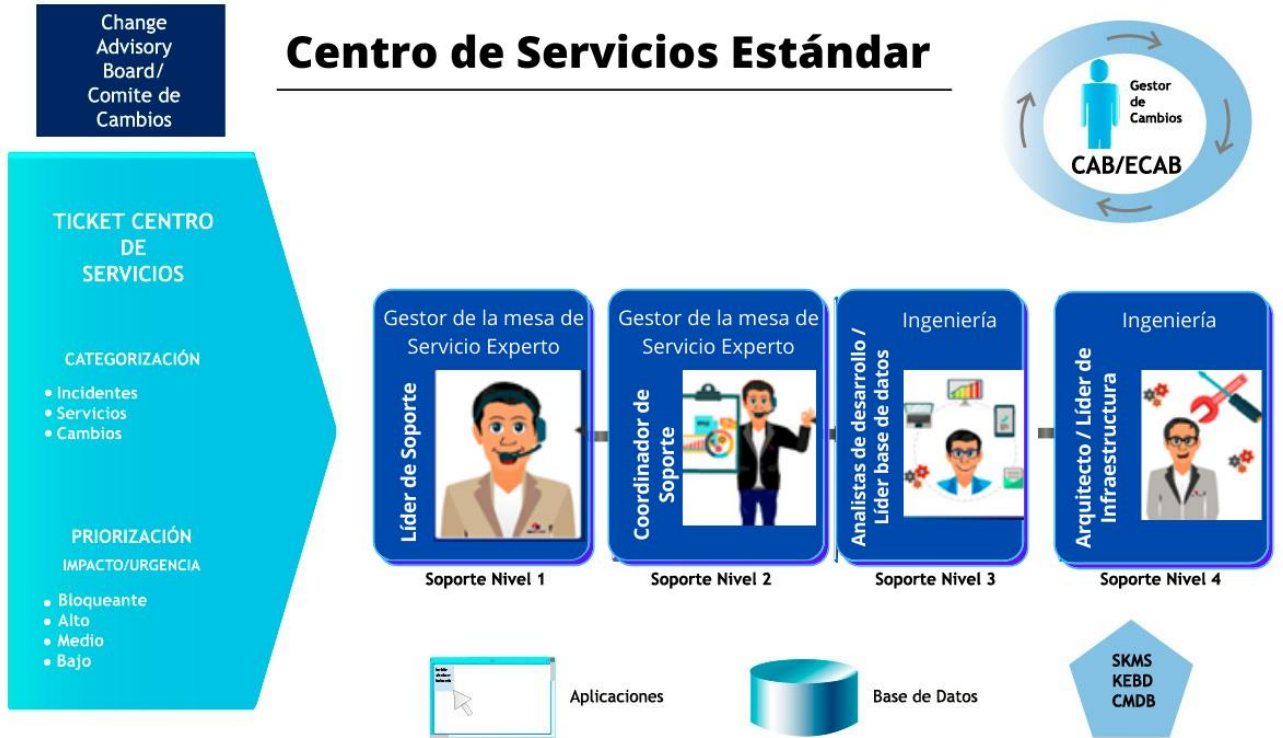 Change
Advisory
Board/
Comite de
Cambios
Centro de Servicios Estándar
Gestor
de
Cambios
CAB/ECAB
TICKET CENTRO
DE
SERVICIOS
CATEGORIZACIÓN
• Incidentes
• Servicios
• Cambios
PRIORIZACIÓN
IMPACTO/URGENCIA
• Bloqueante
• Alto
• Medio
• Bajo
Gestor de la mesa de
Servicio Experto
Líder de Soporte
Soporte Nivel 1
Gestor de la mesa de
Servicio Experto
Coordinador de
Soporte
Soporte Nivel 2
Ingeniería
Analistas de desarrollo /
Líder base de datos
Soporte Nivel 3
Ingeniería
Arquitecto / Líder de
Infraestructura
Soporte Nivel 4
Aplicaciones
Base de Datos
SKMS
KEBD
CMDB